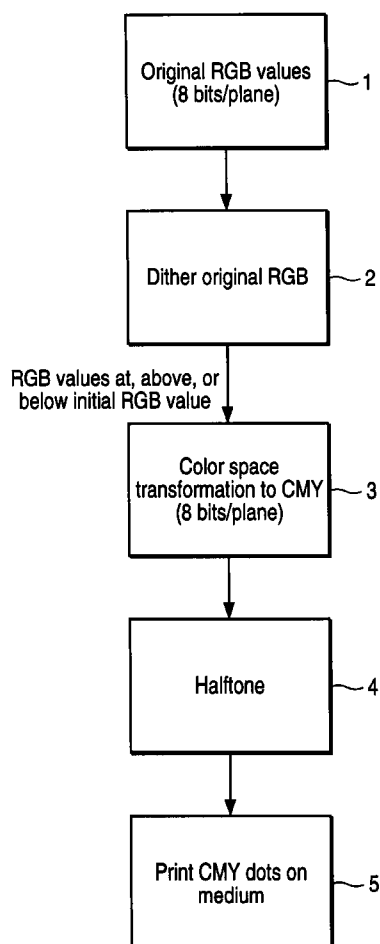 Original RGB values
(8 bits/plane)
1
Dither original RGB
2
RGB values at, above, or
below initial RGB value
Color space
transformation to CMY
(8 bits/plane)
3
Halftone
4
Print CMY dots on
medium
5